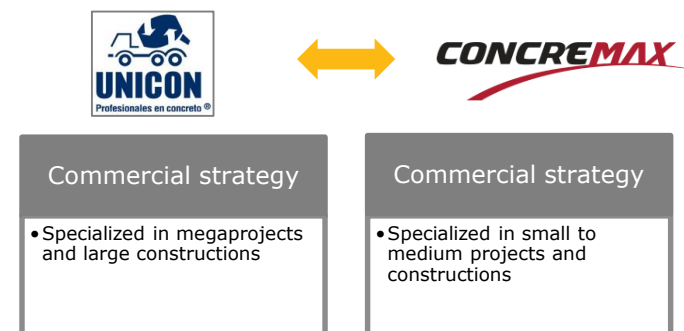 UNICON
Profesionales en concreto ®
CONCREMAX
Commercial strategy
• Specialized in megaprojects
and large constructions
Commercial strategy
• Specialized in small to
medium projects and
constructions